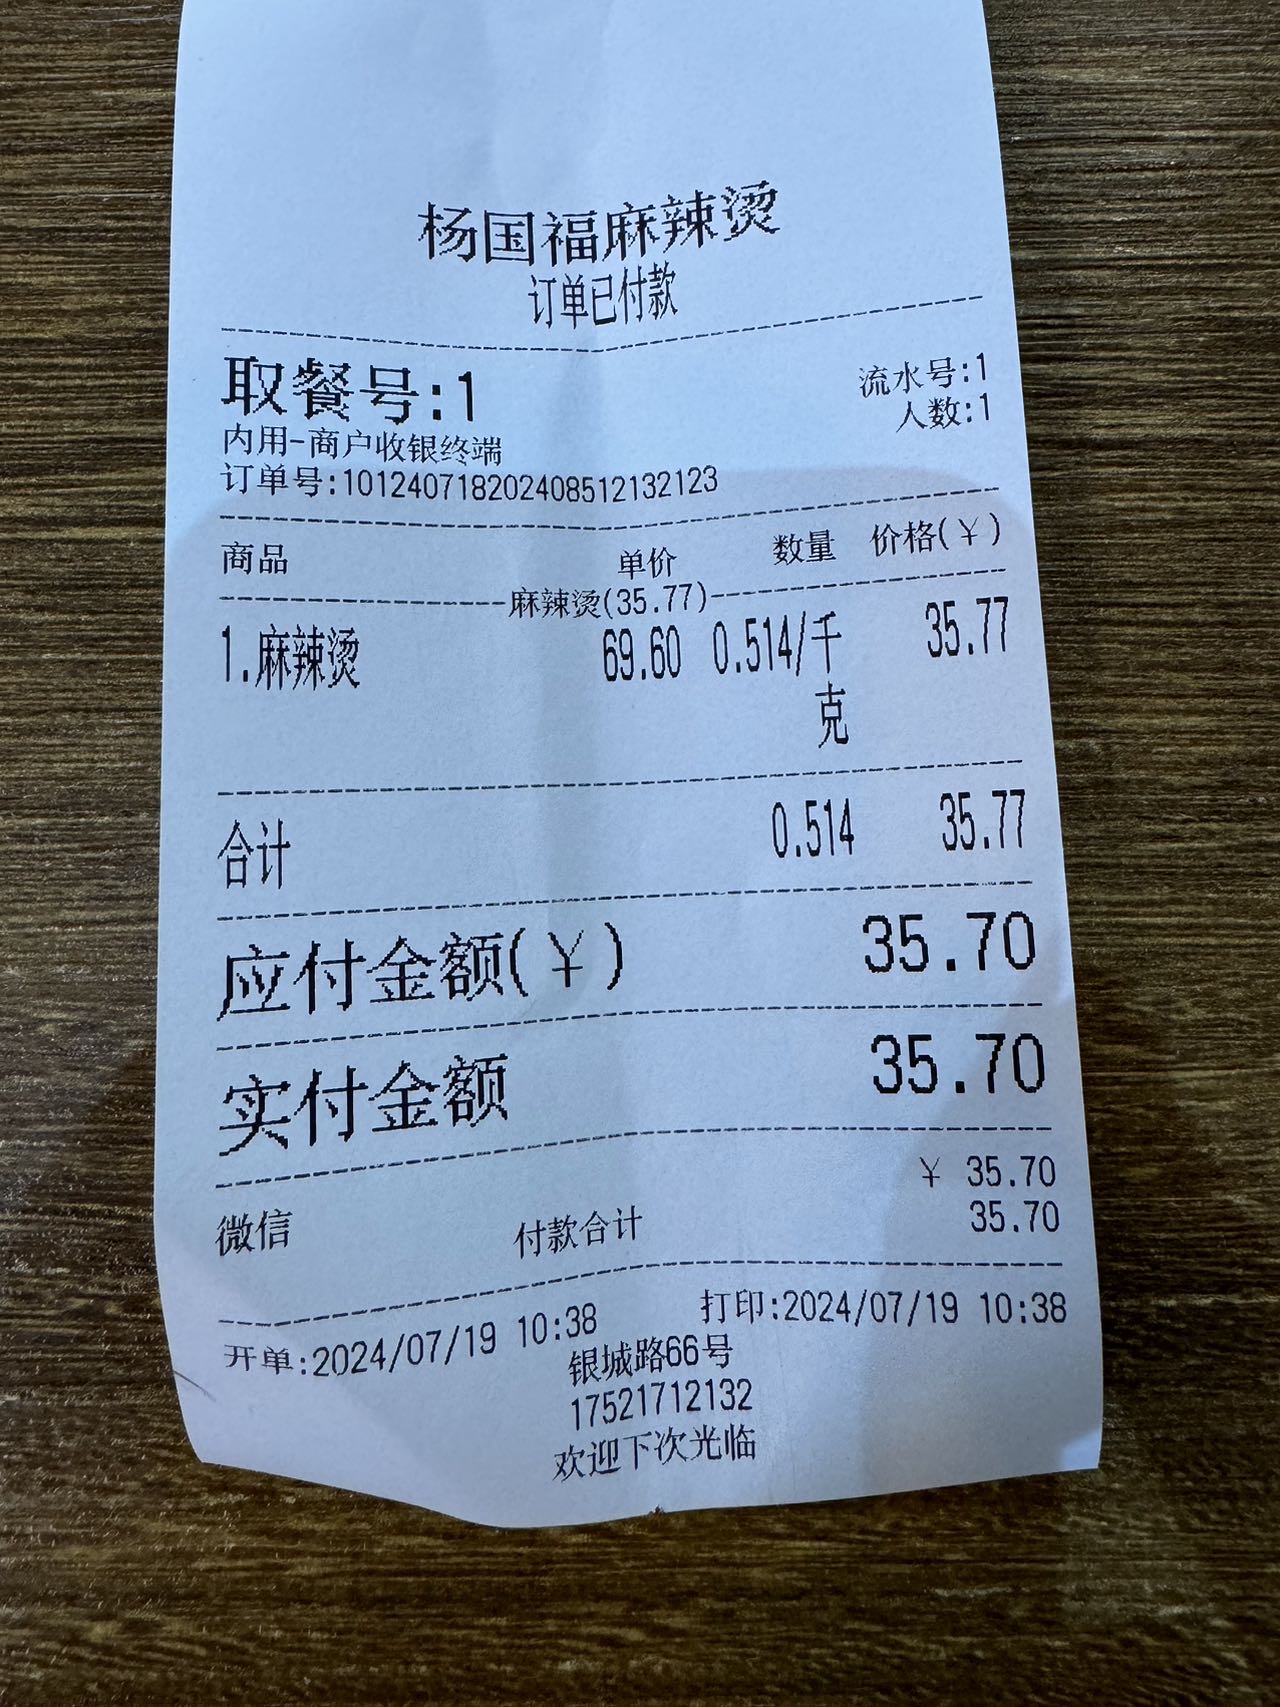 杨国福麻辣烫
订单已付款
取餐号:1
流水号:1
人数:1
内用-商户收银终端
订单号:101240718202408512132123
商品 单价 数量 价格(￥)
麻辣烫(35.77)
1.麻辣烫 69.60 0.514/千克 35.77
合计 0.514 35.77
应付金额(￥) 35.70
实付金额 35.70
￥ 35.70
微信 付款合计 35.70
开单:2024/07/19 10:38 打印:2024/07/19 10:38
银城路66号
17521712132
欢迎下次光临